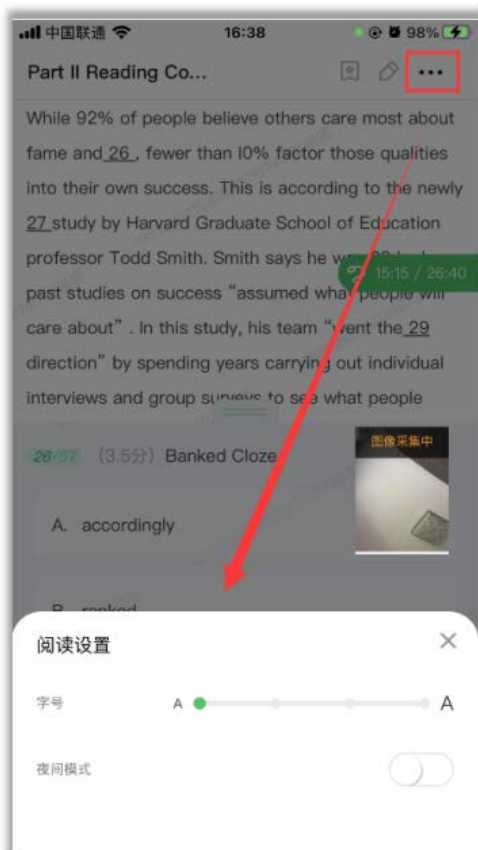 中国联通 16:38 98%
Part II Reading Co...
While 92% of people believe others care most about
fame and 26 , fewer than l0% factor those qualities
into their own success. This is according to the newly
27 study by Harvard Graduate School of Education
professor Todd Smith. Smith says he
15:15 / 26:40
past studies on success “assumed what people will
care about” . In this study, his team “went the 29
direction” by spending years carrying out individual
interviews and group surveys to see what people
26/57 (3.5分) Banked Cloze
图像采集中
A. accordingly
B. ranked
阅读设置
字号 A A
夜间模式